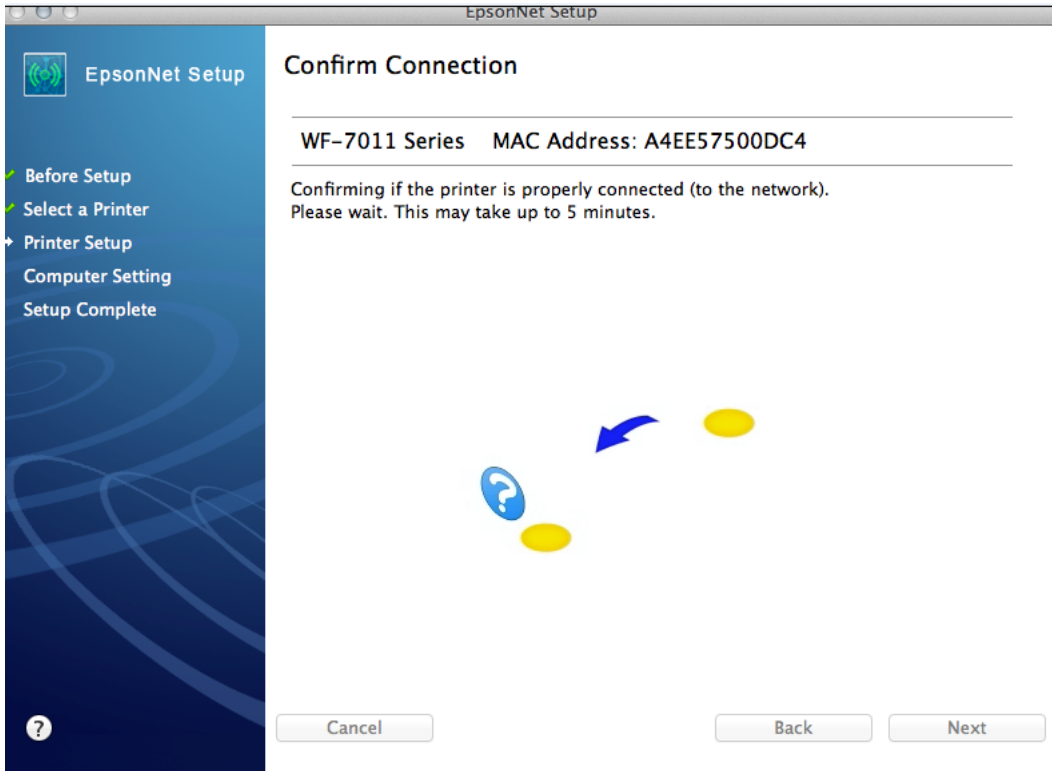 EpsonNet Setup
EpsonNet Setup
Before Setup
Select a Printer
Printer Setup
Computer Setting
Setup Complete
Confirm Connection
WF-7011 Series MAC Address: A4EE57500DC4
Confirming if the printer is properly connected (to the network).
Please wait. This may take up to 5 minutes.
?
?
Cancel Back Next